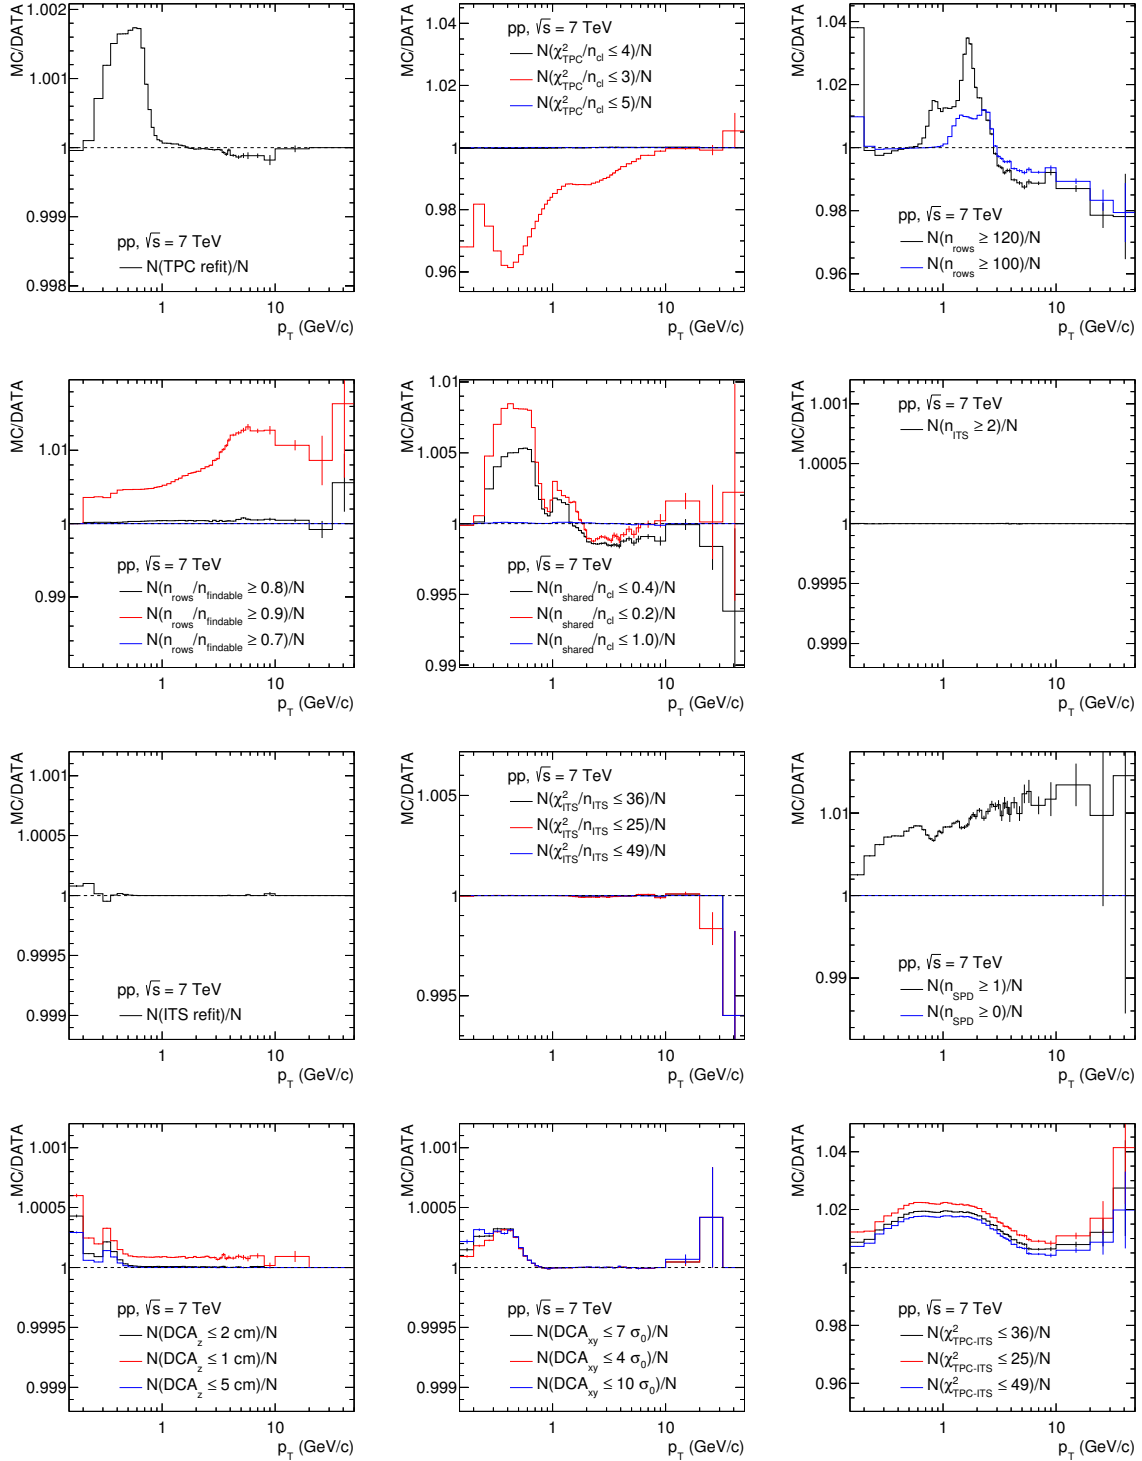 MC/DATA
1.002
1.001
1
0.999
0.998
pp, √s = 7 TeV
N(TPC refit)/N
1
10
p_T (GeV/c)
MC/DATA
1.04
1.02
1
0.98
0.96
pp, √s = 7 TeV
N(χ²_TPC/n_cl ≤ 4)/N
N(χ²_TPC/n_cl ≤ 3)/N
N(χ²_TPC/n_cl ≤ 5)/N
1
10
p_T (GeV/c)
MC/DATA
1.04
1.02
1
0.98
0.96
pp, √s = 7 TeV
N(n_rows ≥ 120)/N
N(n_rows ≥ 100)/N
1
10
p_T (GeV/c)
MC/DATA
1.01
1
0.99
pp, √s = 7 TeV
N(n_rows/n_findable ≥ 0.8)/N
N(n_rows/n_findable ≥ 0.9)/N
N(n_rows/n_findable ≥ 0.7)/N
1
10
p_T (GeV/c)
MC/DATA
1.01
1.005
1
0.995
0.99
pp, √s = 7 TeV
N(n_shared/n_cl ≤ 0.4)/N
N(n_shared/n_cl ≤ 0.2)/N
N(n_shared/n_cl ≤ 1.0)/N
1
10
p_T (GeV/c)
MC/DATA
1.001
1.0005
1
0.9995
0.999
pp, √s = 7 TeV
N(n_ITS ≥ 2)/N
1
10
p_T (GeV/c)
MC/DATA
1.001
1.0005
1
0.9995
0.999
pp, √s = 7 TeV
N(ITS refit)/N
1
10
p_T (GeV/c)
MC/DATA
1.005
1
0.995
pp, √s = 7 TeV
N(χ²_ITS/n_ITS ≤ 36)/N
N(χ²_ITS/n_ITS ≤ 25)/N
N(χ²_ITS/n_ITS ≤ 49)/N
1
10
p_T (GeV/c)
MC/DATA
1.01
1
0.99
pp, √s = 7 TeV
N(n_SPD ≥ 1)/N
N(n_SPD ≥ 0)/N
1
10
p_T (GeV/c)
MC/DATA
1.001
1.0005
1
0.9995
0.999
pp, √s = 7 TeV
N(DCA_z ≤ 2 cm)/N
N(DCA_z ≤ 1 cm)/N
N(DCA_z ≤ 5 cm)/N
1
10
p_T (GeV/c)
MC/DATA
1.001
1.0005
1
0.9995
0.999
pp, √s = 7 TeV
N(DCA_xy ≤ 7 σ_0)/N
N(DCA_xy ≤ 4 σ_0)/N
N(DCA_xy ≤ 10 σ_0)/N
1
10
p_T (GeV/c)
MC/DATA
1.04
1.02
1
0.98
0.96
pp, √s = 7 TeV
N(χ²_TPC-ITS ≤ 36)/N
N(χ²_TPC-ITS ≤ 25)/N
N(χ²_TPC-ITS ≤ 49)/N
1
10
p_T (GeV/c)